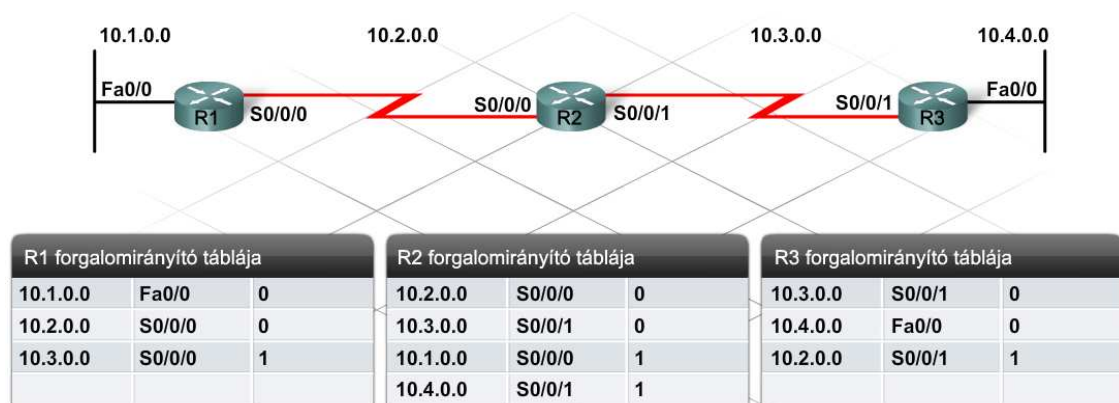 10.1.0.0 10.2.0.0 10.3.0.0 10.4.0.0
Fa0/0 S0/0/0 S0/0/0 S0/0/1 S0/0/1 Fa0/0
R1 R2 R3
R1 forgalomirányító táblája
10.1.0.0 Fa0/0 0
10.2.0.0 S0/0/0 0
10.3.0.0 S0/0/0 1
R2 forgalomirányító táblája
10.2.0.0 S0/0/0 0
10.3.0.0 S0/0/1 0
10.1.0.0 S0/0/0 1
10.4.0.0 S0/0/1 1
R3 forgalomirányító táblája
10.3.0.0 S0/0/1 0
10.4.0.0 Fa0/0 0
10.2.0.0 S0/0/1 1